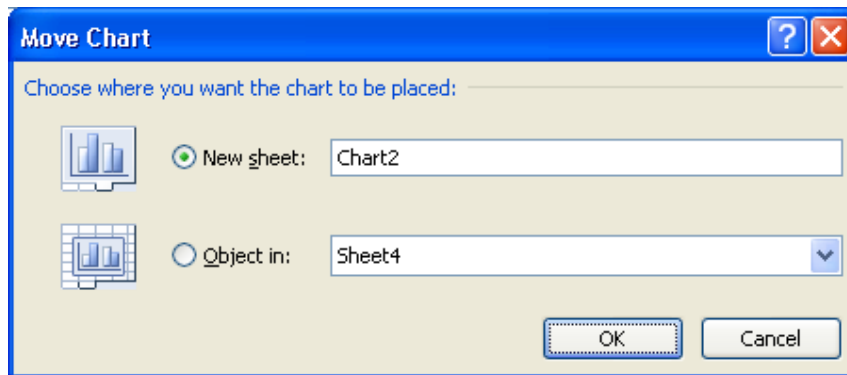 Move Chart
Choose where you want the chart to be placed:
New sheet: Chart2
Object in: Sheet4
OK Cancel